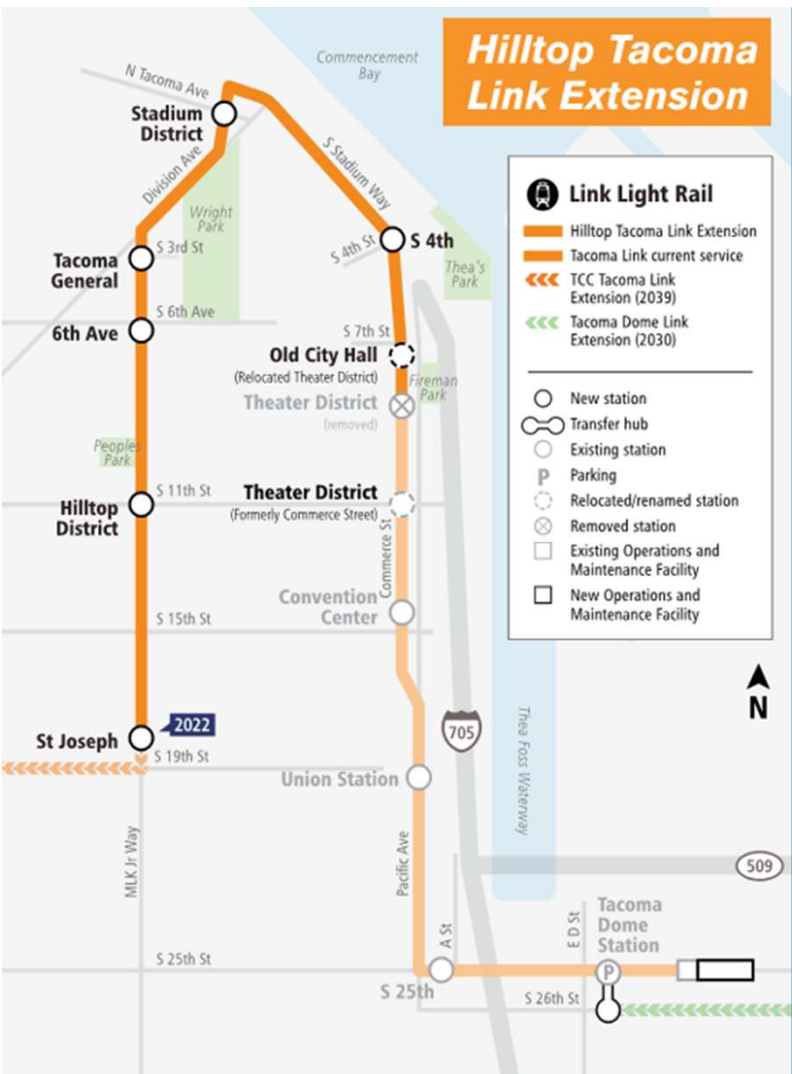 Hilltop Tacoma
Link Extension
Commencement
Bay
N Tacoma Ave
Stadium
District
Division Ave
S Stadium Way
Wright
Park
S 3rd St
Tacoma
General
S 4th St
S 4th
Thea's
Park
S 6th Ave
6th Ave
S 7th St
Old City Hall
(Relocated Theater District)
Fireman
Park
Theater District
(removed)
Peoples
Park
S 11th St
Hilltop
District
Theater District
(Formerly Commerce Street)
Commerce St
Convention
Center
S 15th St
2022
St Joseph
S 19th St
705
Thea Foss Waterway
Union Station
MLK Jr Way
Pacific Ave
509
A St
E D St
Tacoma
Dome
Station
S 25th St
P
S 25th
S 26th St
Link Light Rail
Hilltop Tacoma Link Extension
Tacoma Link current service
TCC Tacoma Link
Extension (2039)
Tacoma Dome Link
Extension (2030)
New station
Transfer hub
Existing station
P Parking
Relocated/renamed station
Removed station
Existing Operations and
Maintenance Facility
New Operations and
Maintenance Facility
N